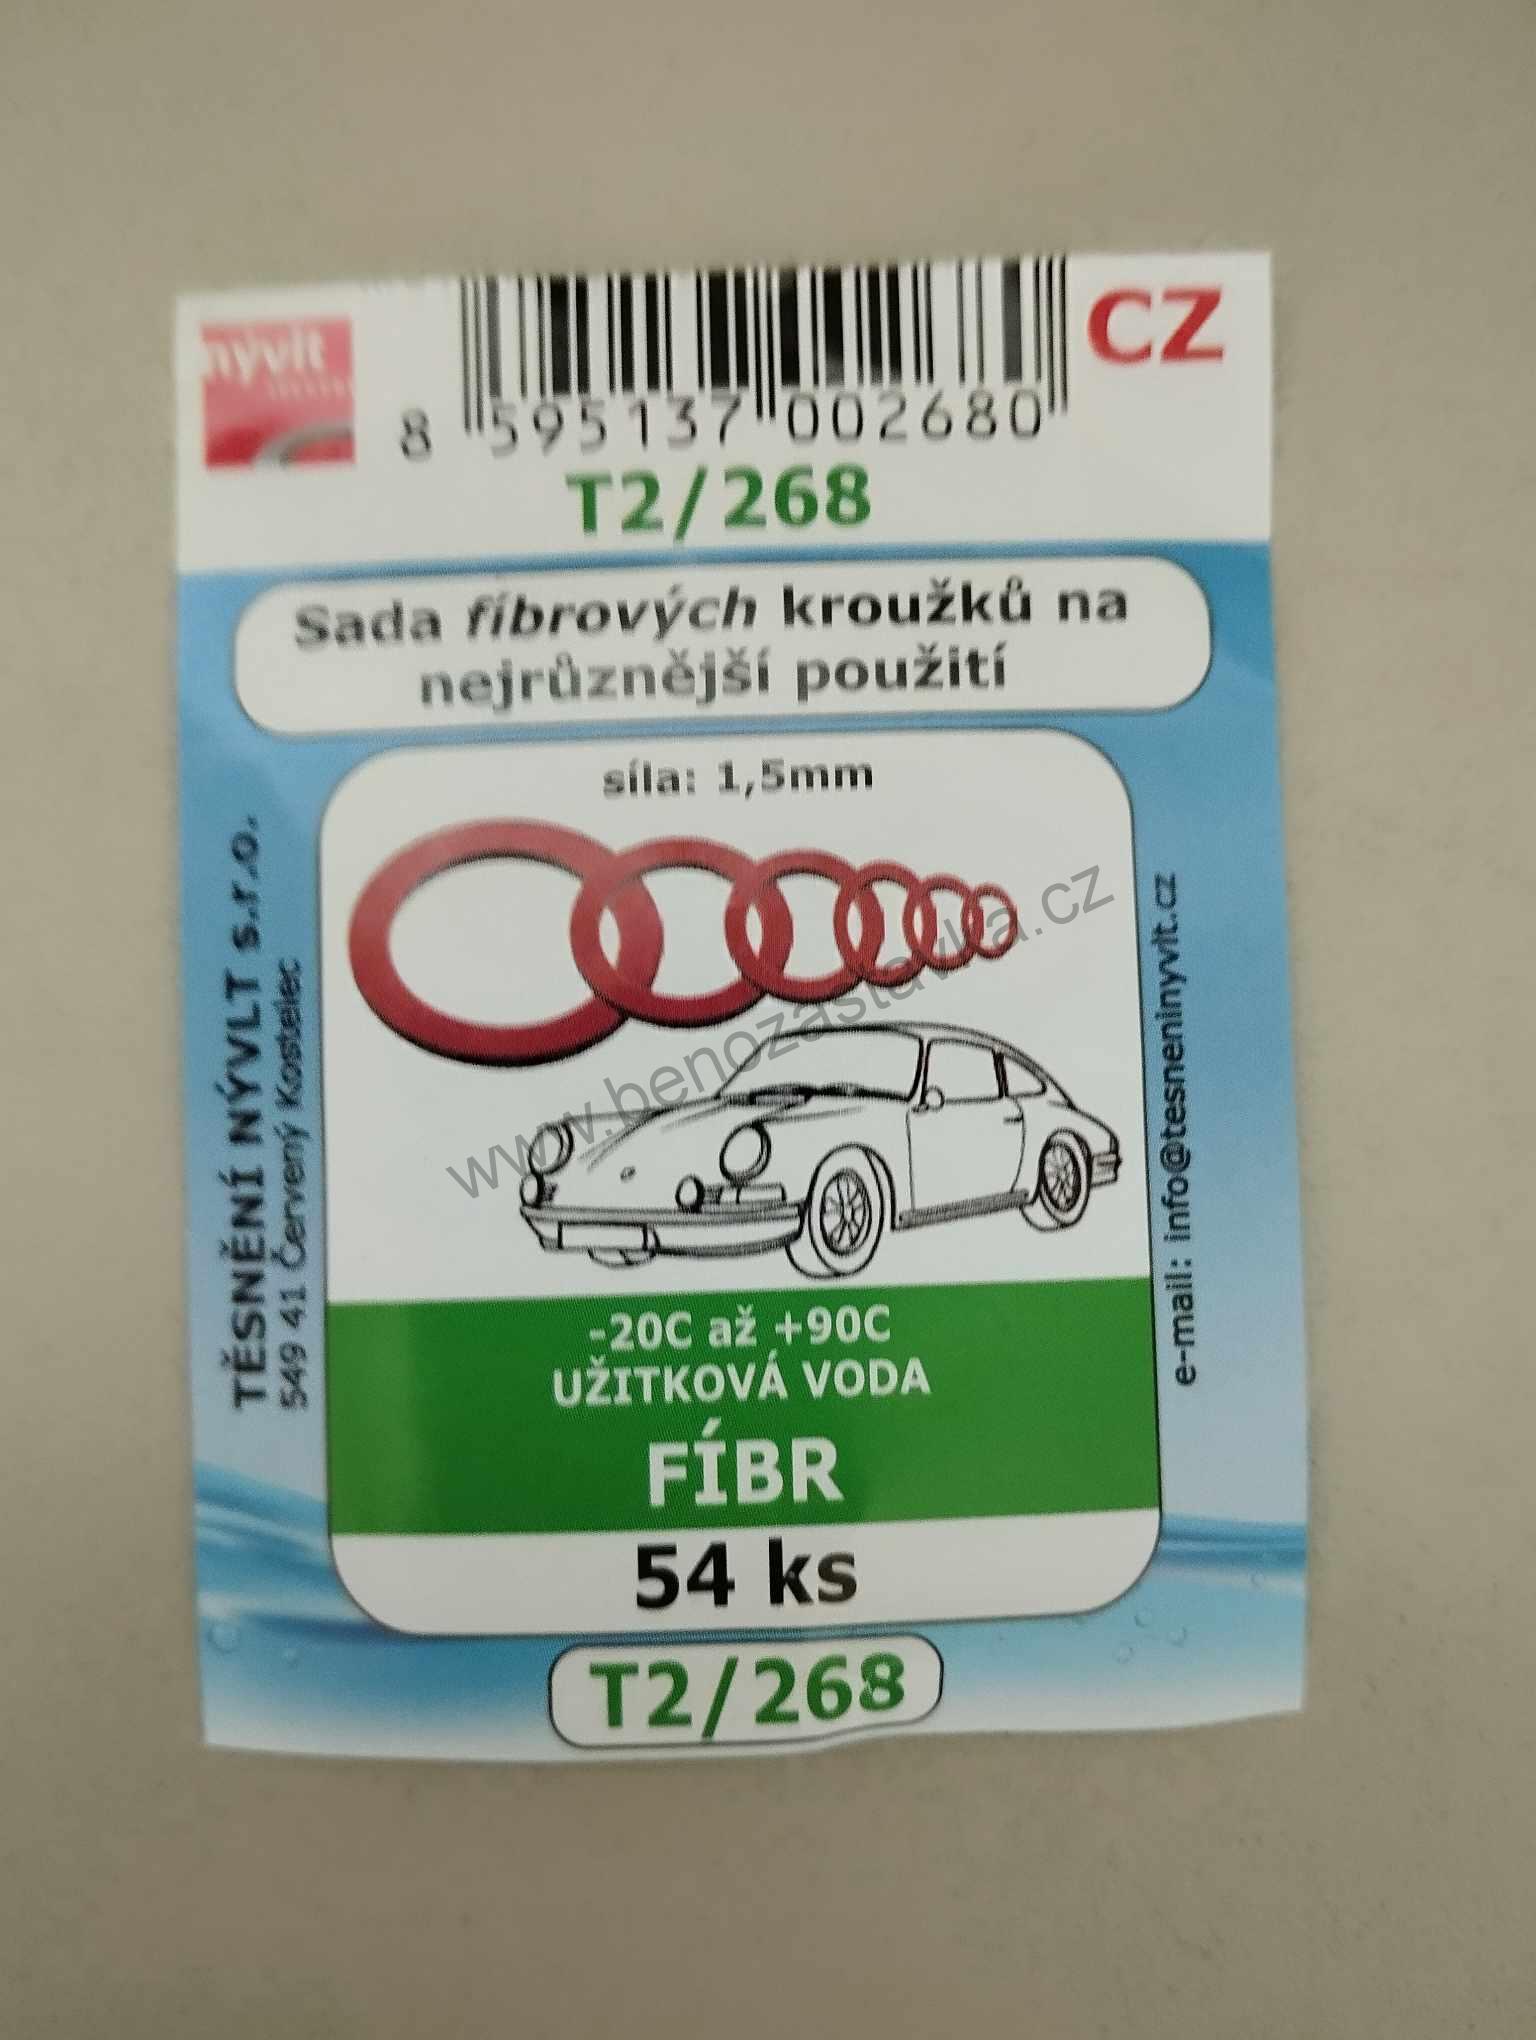 nývlt
CZ
8 595137 002680
T2/268
Sada fíbrových kroužků na
nejrůznější použití
síla: 1,5mm
TĚSNĚNÍ NÝVLT s.r.o.
549 41 Červený Kostelec
www.benozastavka.cz
e-mail: info@tesneninyvlt.cz
-20C až +90C
UŽITKOVÁ VODA
FÍBR
54 ks
T2/268